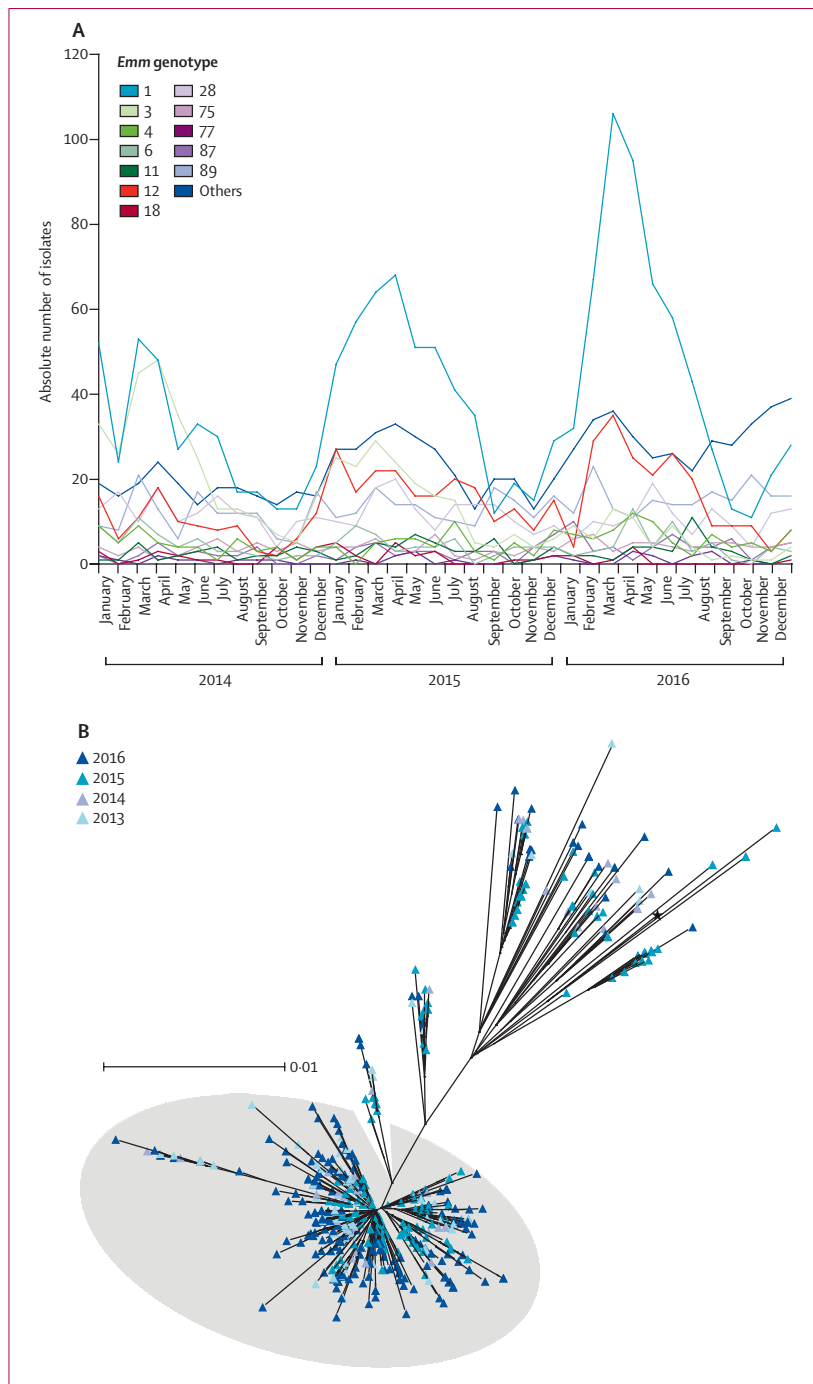 A
Emm genotype
1
3
4
6
11
12
18
28
75
77
87
89
Others
Absolute number of isolates
120
100
80
60
40
20
0
January
February
March
April
May
June
July
August
September
October
November
December
January
February
March
April
May
June
July
August
September
October
November
December
January
February
March
April
May
June
July
August
September
October
November
December
2014
2015
2016
B
2016
2015
2014
2013
0·01